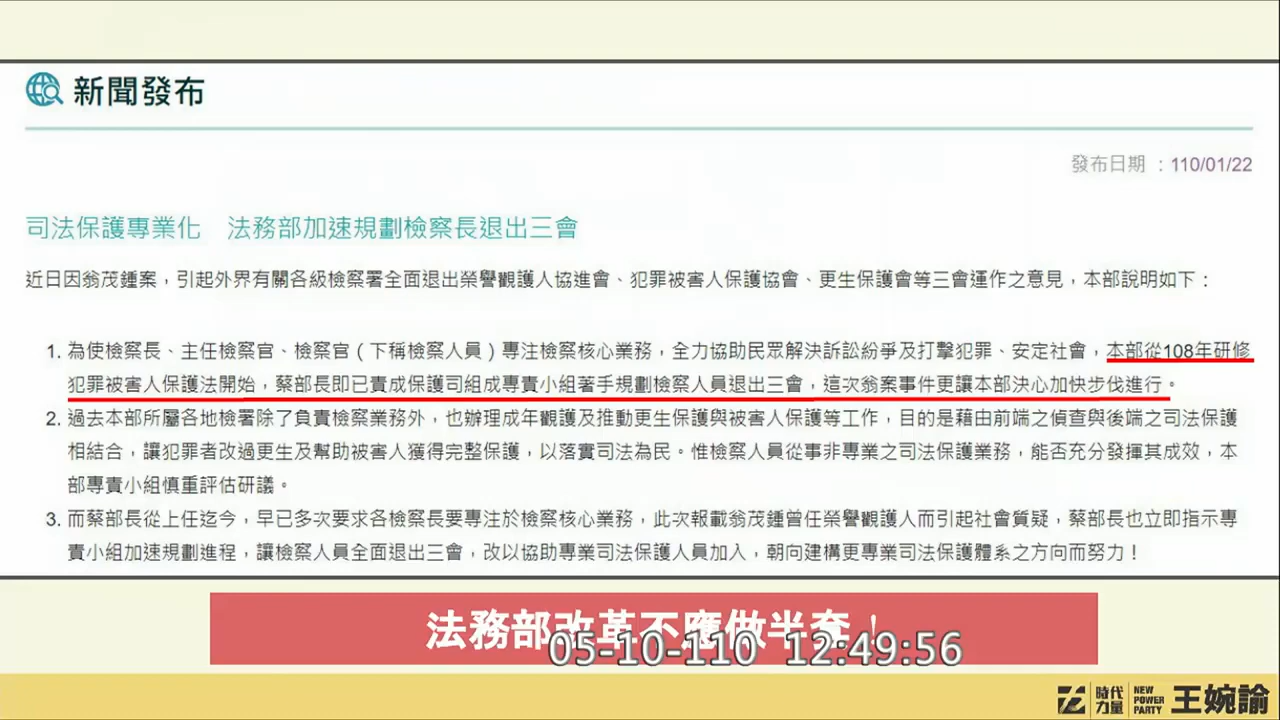 新聞發布
發布日期 ：110/01/22
司法保護專業化　法務部加速規劃檢察長退出三會
近日因翁茂鍾案，引起外界有關各級檢察署全面退出榮譽觀護人協進會、犯罪被害人保護協會、更生保護會等三會運作之意見，本部說明如下：
1. 為使檢察長、主任檢察官、檢察官（下稱檢察人員）專注檢察核心業務，全力協助民眾解決訴訟紛爭及打擊犯罪、安定社會，本部從108年研修
犯罪被害人保護法開始，蔡部長即已責成保護司組成專責小組著手規劃檢察人員退出三會，這次翁案事件更讓本部決心加快步伐進行。
2. 過去本部所屬各地檢署除了負責檢察業務外，也辦理成年觀護及推動更生保護與被害人保護等工作，目的是藉由前端之偵查與後端之司法保護
相結合，讓犯罪者改過更生及幫助被害人獲得完整保護，以落實司法為民。惟檢察人員從事非專業之司法保護業務，能否充分發揮其成效，本
部專責小組慎重評估研議。
3. 而蔡部長從上任迄今，早已多次要求各檢察長要專注於檢察核心業務，此次報載翁茂鍾曾任榮譽觀護人而引起社會質疑，蔡部長也立即指示專
責小組加速規劃進程，讓檢察人員全面退出三會，改以協助專業司法保護人員加入，朝向建構更專業司法保護體系之方向而努力！
法務部改革不應做半套！
05-10-110 12:49:56
時代力量 NEW POWER PARTY 王婉諭